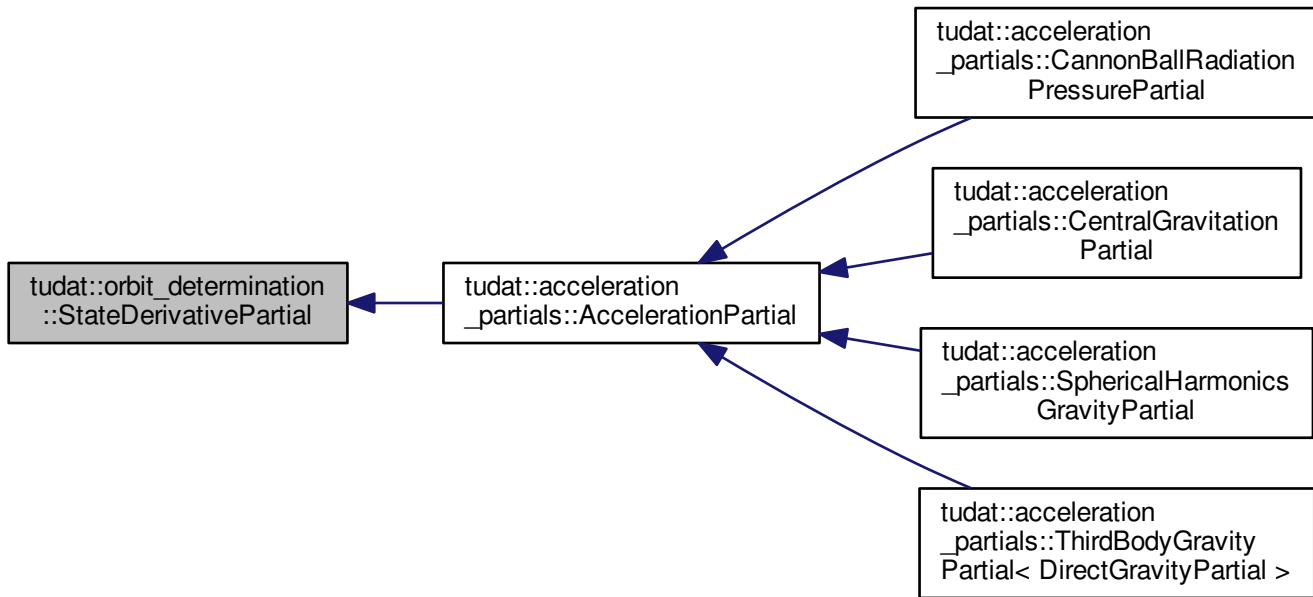 tudat::orbit_determination
::StateDerivativePartial
tudat::acceleration
_partials::AccelerationPartial
tudat::acceleration
_partials::CannonBallRadiation
PressurePartial
tudat::acceleration
_partials::CentralGravitation
Partial
tudat::acceleration
_partials::SphericalHarmonics
GravityPartial
tudat::acceleration
_partials::ThirdBodyGravity
Partial< DirectGravityPartial >